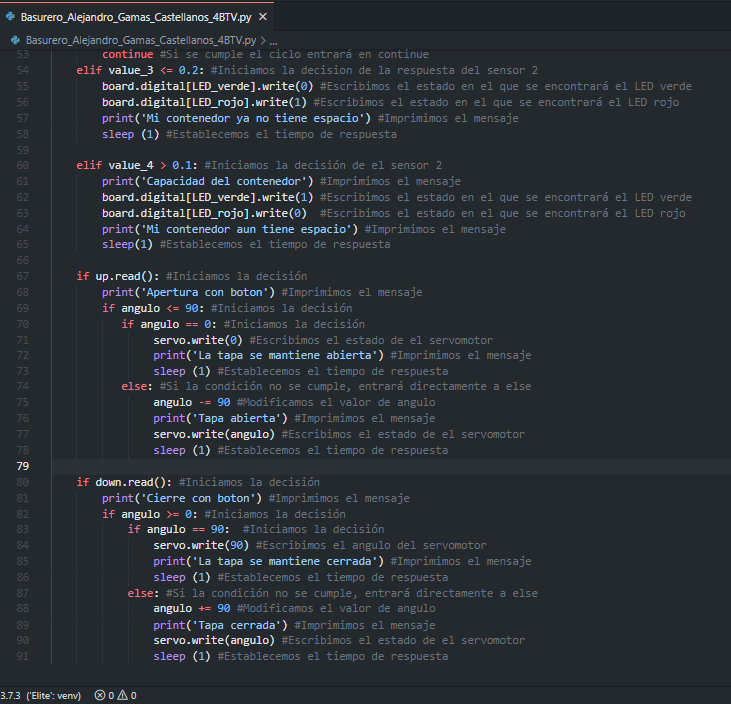 Basurero_Alejandro_Gamas_Castellanos_4BTV.py ×
Basurero_Alejandro_Gamas_Castellanos_4BTV.py > ...
53 continue #Si se cumple el ciclo entrará en continue
54 elif value_3 <= 0.2: #Iniciamos la decision de la respuesta del sensor 2
55 board.digital[LED_verde].write(0) #Escribimos el estado en el que se encontrará el LED verde
56 board.digital[LED_rojo].write(1) #Escribimos el estado en el que se encontrará el LED rojo
57 print('Mi contenedor ya no tiene espacio') #Imprimimos el mensaje
58 sleep (1) #Establecemos el tiempo de respuesta
59
60 elif value_4 > 0.1: #Iniciamos la decisión de el sensor 2
61 print('Capacidad del contenedor') #Imprimimos el mensaje
62 board.digital[LED_verde].write(1) #Escribimos el estado en el que se encontrará el LED verde
63 board.digital[LED_rojo].write(0)  #Escribimos el estado en el que se encontrará el LED rojo
64 print('Mi contenedor aun tiene espacio') #Imprimimos el mensaje
65 sleep(1) #Establecemos el tiempo de respuesta
66
67 if up.read(): #Iniciamos la decisión
68 print('Apertura con boton') #Imprimimos el mensaje
69 if angulo <= 90: #Iniciamos la decisión
70 if angulo == 0: #Iniciamos la decisión
71 servo.write(0) #Escribimos el estado de el servomotor
72 print('La tapa se mantiene abierta') #Imprimimos el mensaje
73 sleep (1) #Establecemos el tiempo de respuesta
74 else: #Si la condición no se cumple, entrará directamente a else
75 angulo -= 90 #Modificamos el valor de angulo
76 print('Tapa abierta') #Imprimimos el mensaje
77 servo.write(angulo) #Escribimos el estado de el servomotor
78 sleep (1) #Establecemos el tiempo de respuesta
79
80 if down.read(): #Iniciamos la decisión
81 print('Cierre con boton') #Imprimimos el mensaje
82 if angulo >= 0: #Iniciamos la decisión
83 if angulo == 90:  #Iniciamos la decisión
84 servo.write(90) #Escribimos el angulo del servomotor
85 print('La tapa se mantiene cerrada') #Imprimimos el mensaje
86 sleep (1) #Establecemos el tiempo de respuesta
87 else: #Si la condición no se cumple, entrará directamente a else
88 angulo += 90 #Modificamos el valor de angulo
89 print('Tapa cerrada') #Imprimimos el mensaje
90 servo.write(angulo) #Escribimos el estado de el servomotor
91 sleep (1) #Establecemos el tiempo de respuesta
3.7.3 ('Elite': venv) 0 0